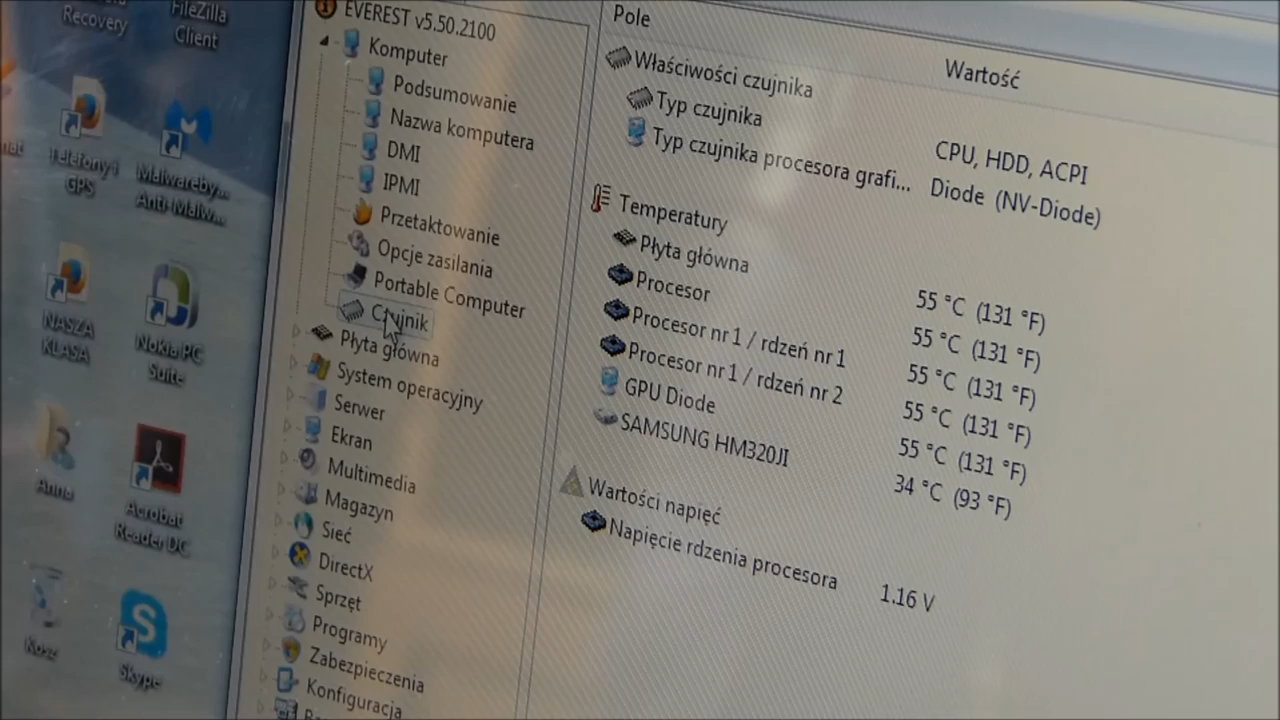 Recovery
FileZilla
Client
Telefony i
GPS
Malwareby...
Anti-Malw...
NASZA
KLASA
Nokia PC
Suite
Anna
Acrobat
Reader DC
Kosz
Skype
EVEREST v5.50.2100
Komputer
Podsumowanie
Nazwa komputera
DMI
IPMI
Przetaktowanie
Opcje zasilania
Portable Computer
Czujnik
Płyta główna
System operacyjny
Serwer
Ekran
Multimedia
Magazyn
Sieć
DirectX
Sprzęt
Programy
Zabezpieczenia
Konfiguracja
Pole
Wartość
Właściwości czujnika
Typ czujnika
CPU, HDD, ACPI
Typ czujnika procesora grafi...
Diode (NV-Diode)
Temperatury
Płyta główna
55 °C (131 °F)
Procesor
55 °C (131 °F)
Procesor nr 1 / rdzeń nr 1
55 °C (131 °F)
Procesor nr 1 / rdzeń nr 2
55 °C (131 °F)
GPU Diode
55 °C (131 °F)
SAMSUNG HM320JI
34 °C (93 °F)
Wartości napięć
Napięcie rdzenia procesora
1.16 V